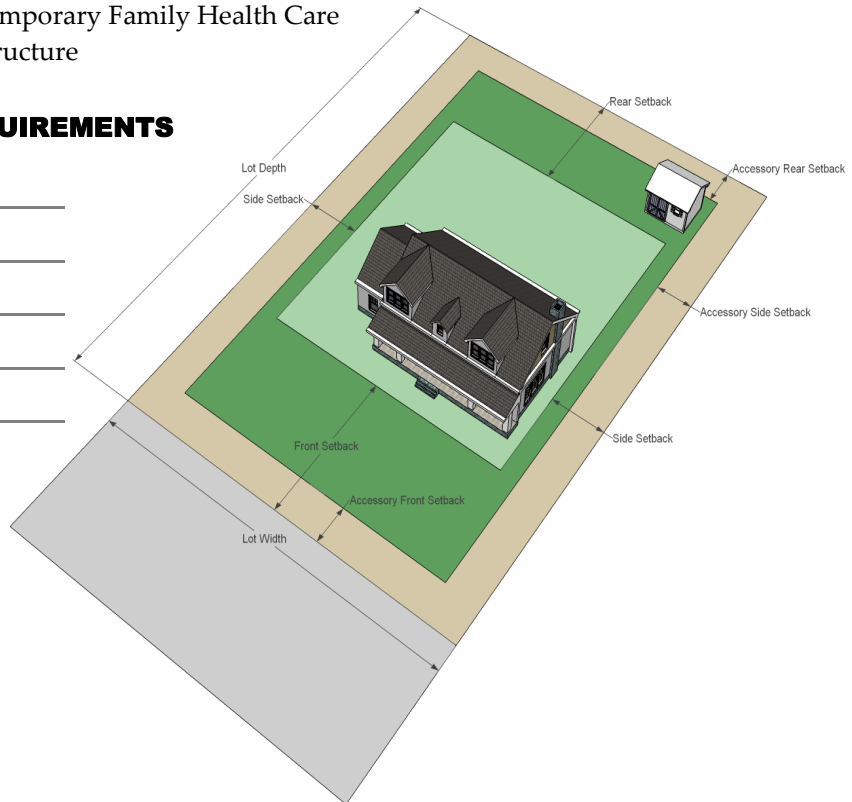 mporary Family Health Care
ructure
UIREMENTS
Rear Setback
Lot Depth
Accessory Rear Setback
Side Setback
Accessory Side Setback
Side Setback
Front Setback
Accessory Front Setback
Lot Width